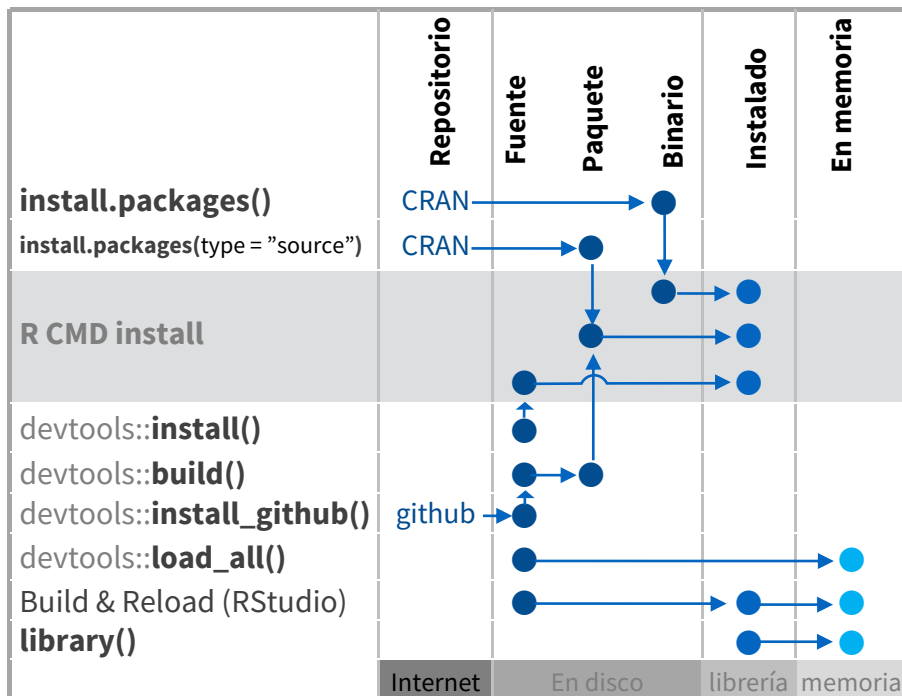 Repositorio
Fuente
Paquete
Binario
Instalado
En memoria
install.packages() CRAN
install.packages(type = ”source”) CRAN
R CMD install
devtools::install()
devtools::build()
devtools::install_github() github
devtools::load_all()
Build & Reload (RStudio)
library()
Internet En disco librería memoria